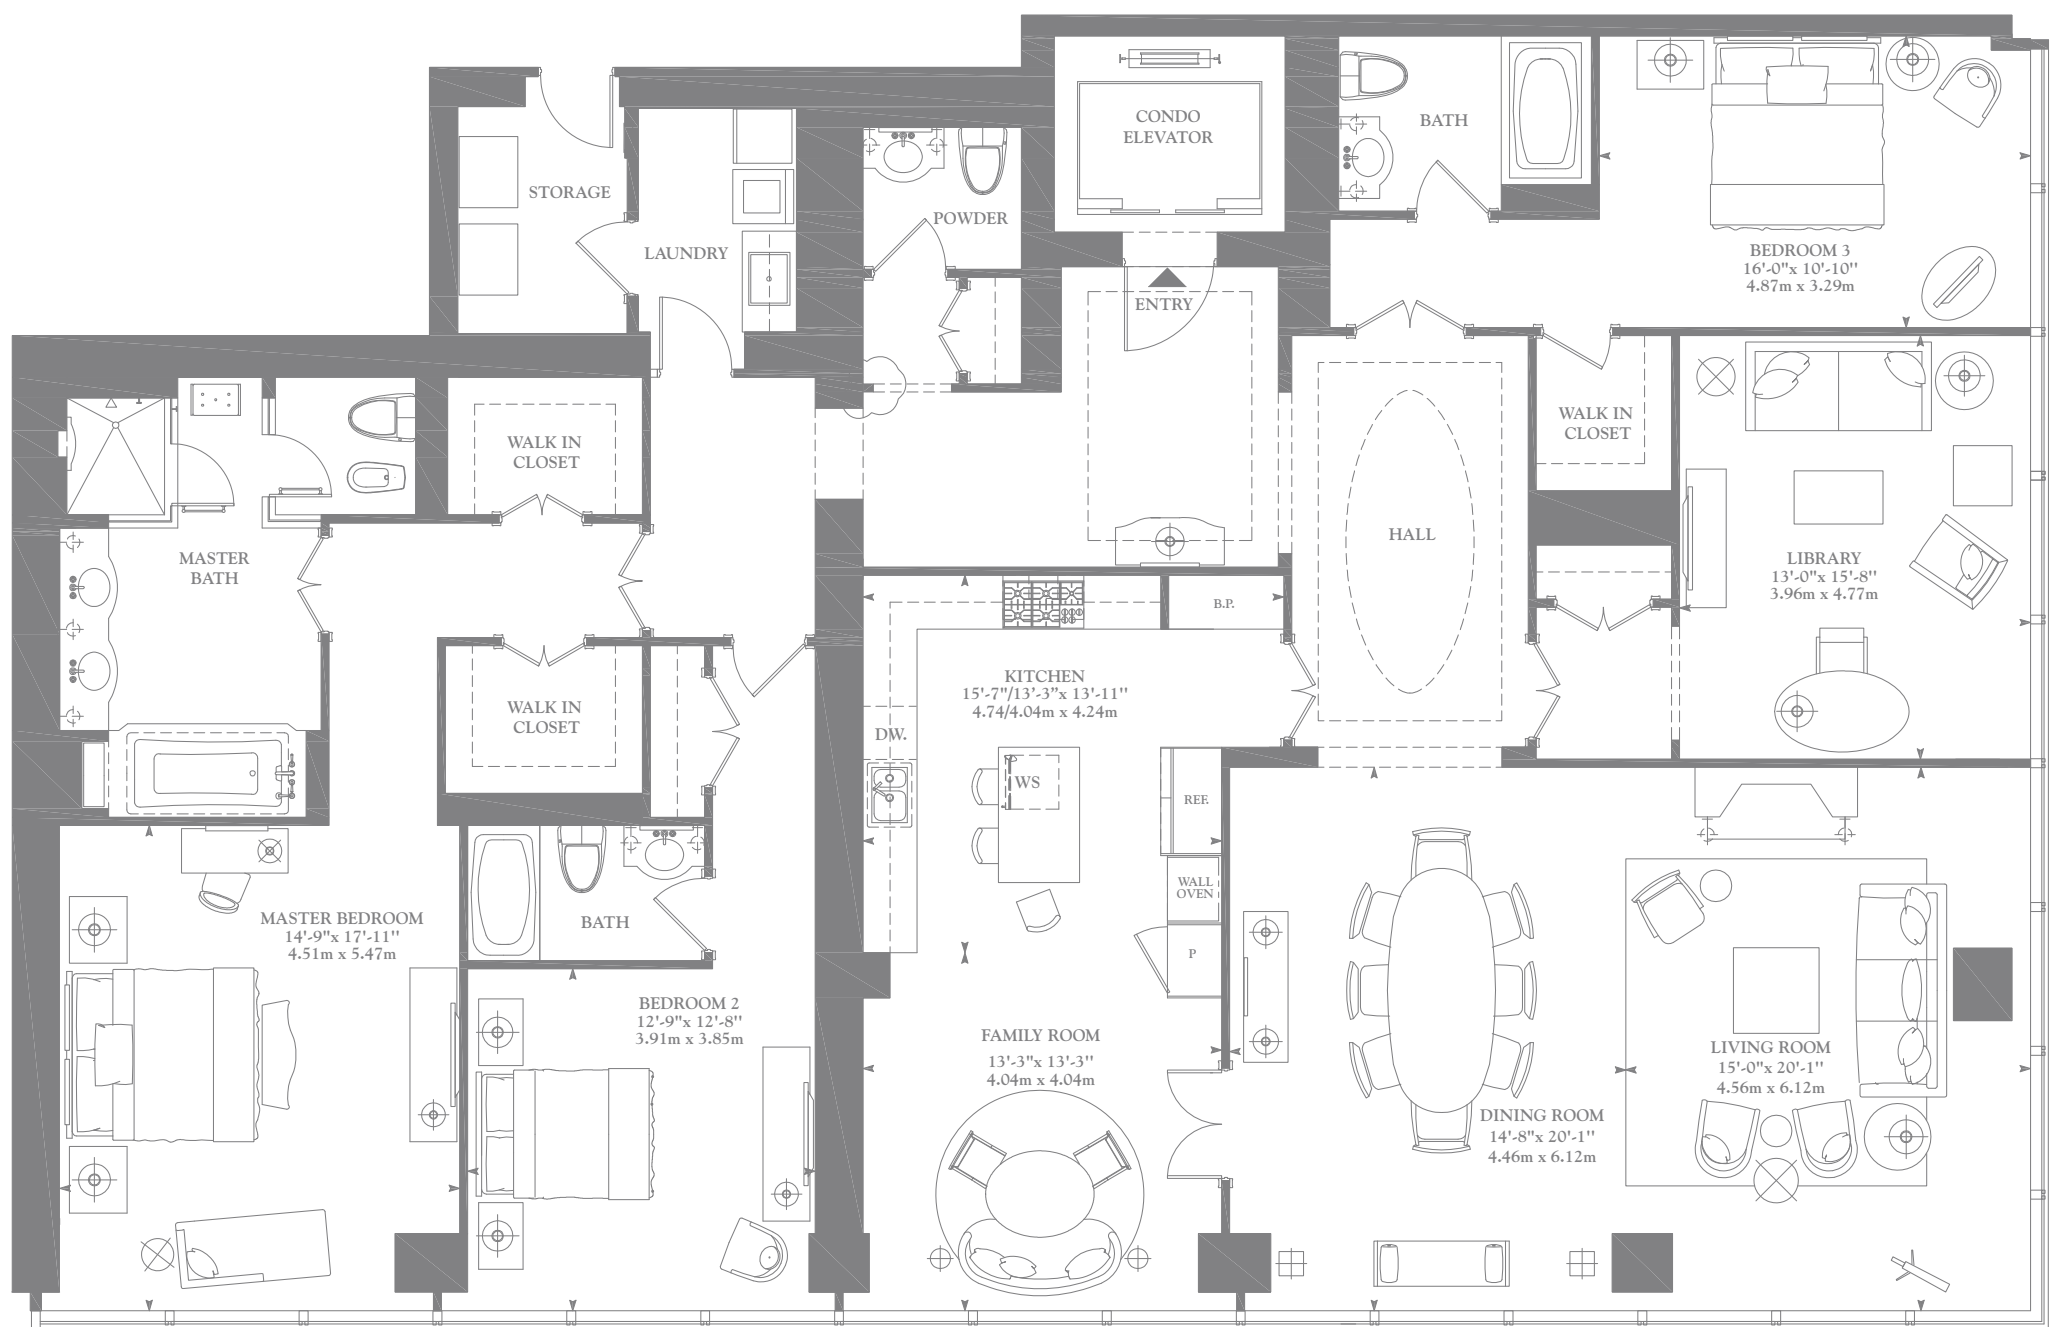 CONDO
ELEVATOR
BATH
STORAGE
POWDER
LAUNDRY
BEDROOM 3
16'-0"x 10'-10"
4.87m x 3.29m
ENTRY
WALK IN
CLOSET
WALK IN
CLOSET
HALL
MASTER
BATH
LIBRARY
13'-0"x 15'-8"
3.96m x 4.77m
B.P.
KITCHEN
15'-7"/13'-3"x 13'-11"
4.74/4.04m x 4.24m
WALK IN
CLOSET
DW.
WS
REF.
WALL
OVEN
MASTER BEDROOM
14'-9"x 17'-11"
4.51m x 5.47m
BATH
P
BEDROOM 2
12'-9"x 12'-8"
3.91m x 3.85m
FAMILY ROOM
13'-3"x 13'-3"
4.04m x 4.04m
LIVING ROOM
15'-0"x 20'-1"
4.56m x 6.12m
DINING ROOM
14'-8"x 20'-1"
4.46m x 6.12m